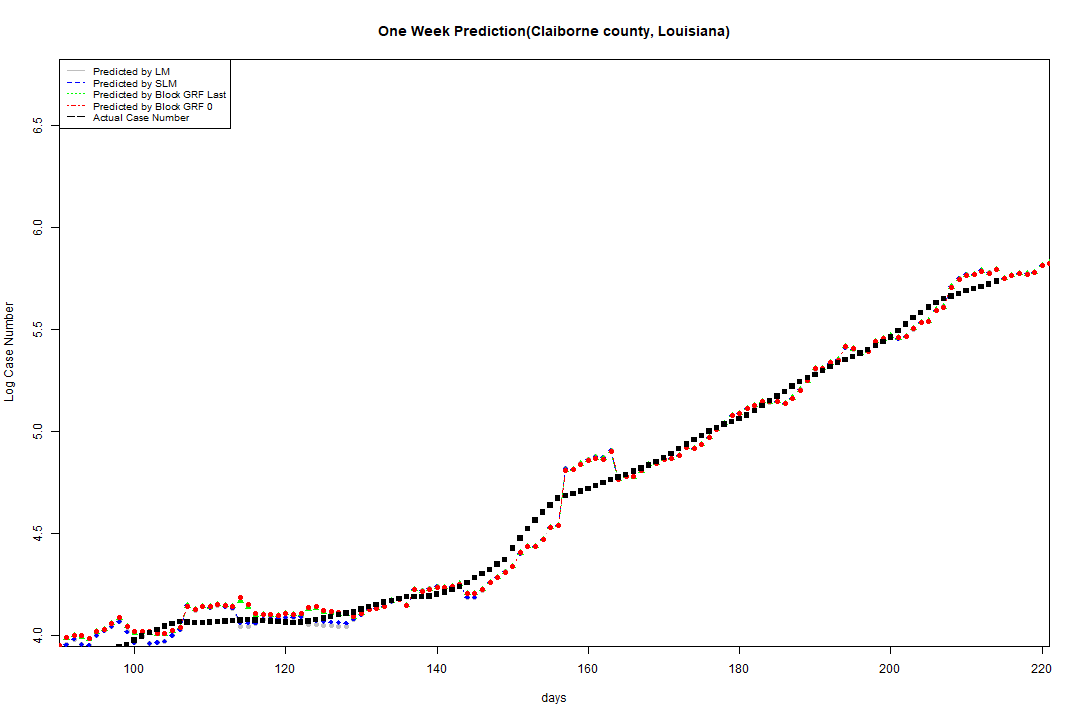 One Week Prediction(Claiborne county, Louisiana)
Predicted by LM
Predicted by SLM
Predicted by Block GRF Last
Predicted by Block GRF 0
Actual Case Number
6.5
6.0
5.5
5.0
4.5
4.0
Log Case Number
100 120 140 160 180 200 220
days